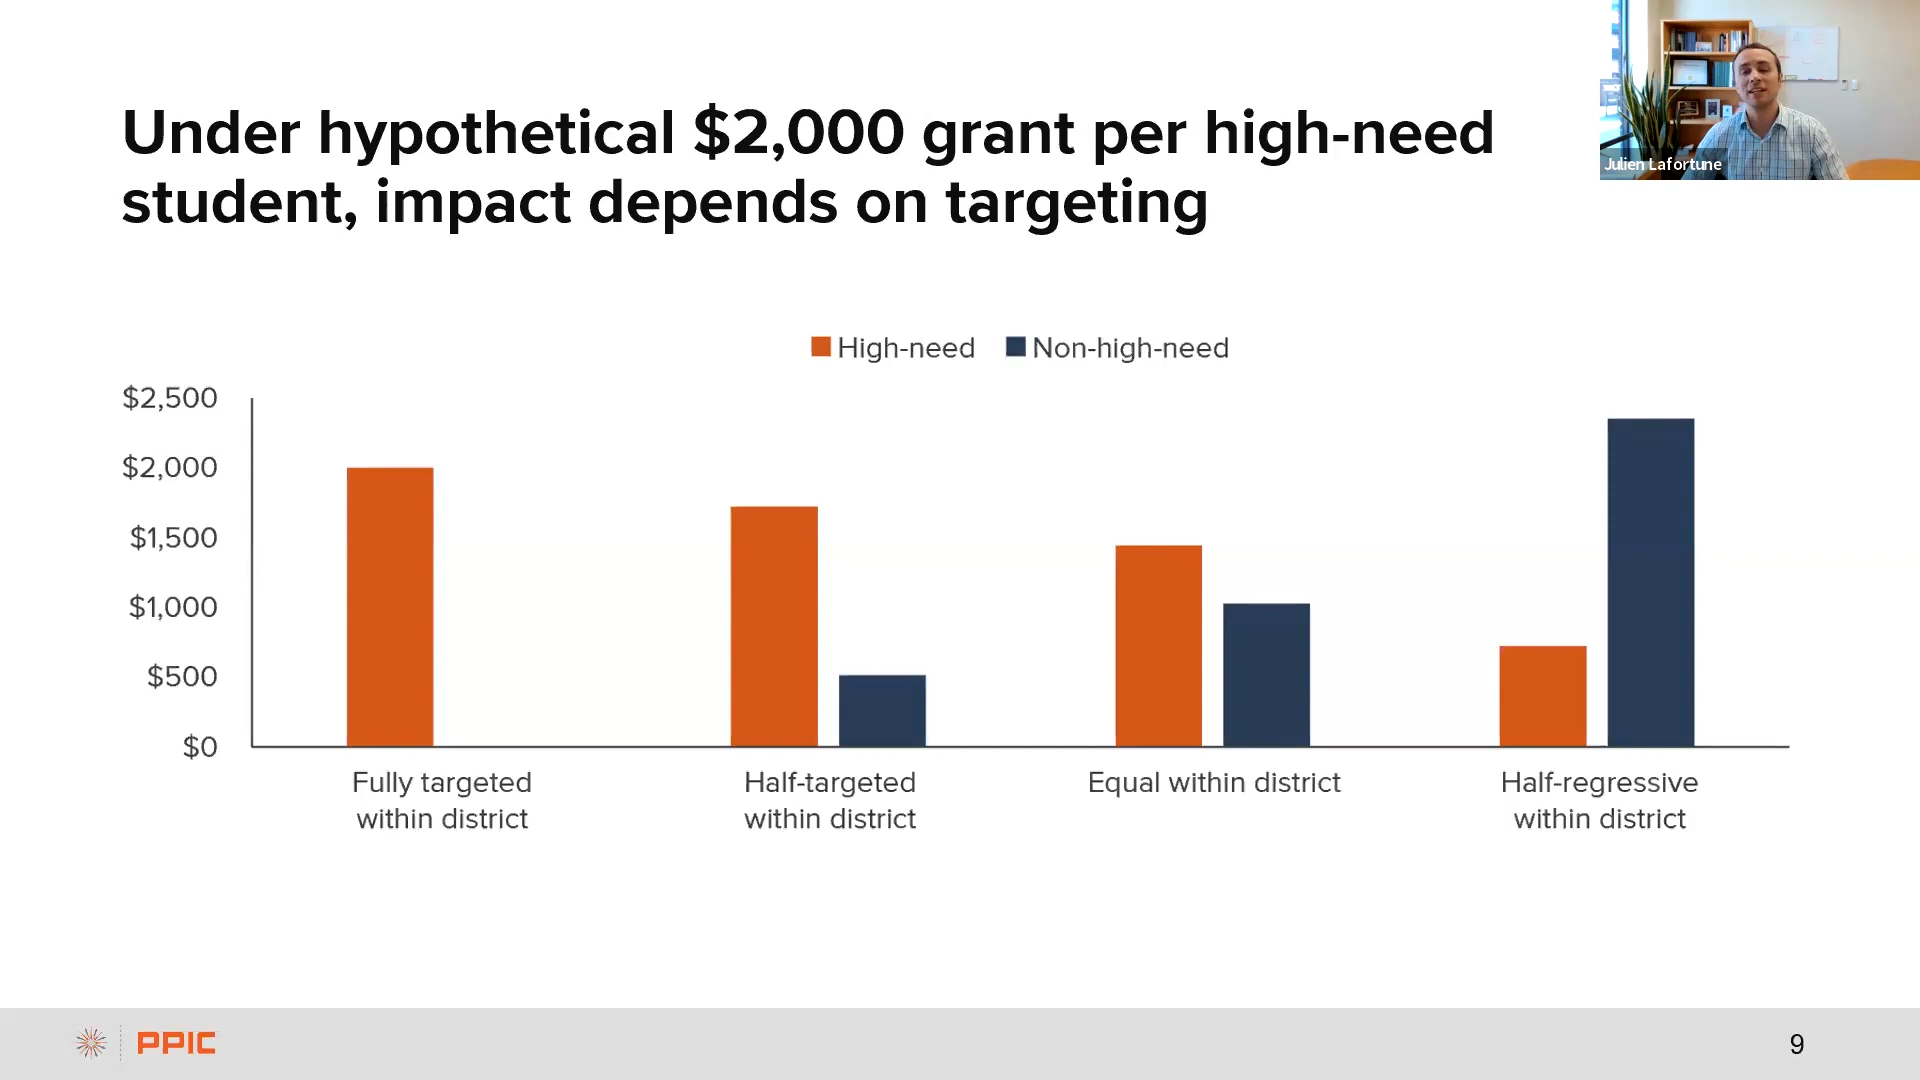 Under hypothetical $2,000 grant per high-need
student, impact depends on targeting
Julien Lafortune
High-need
Non-high-need
$2,500
$2,000
$1,500
$1,000
$500
$0
Fully targeted
within district
Half-targeted
within district
Equal within district
Half-regressive
within district
PPIC
9